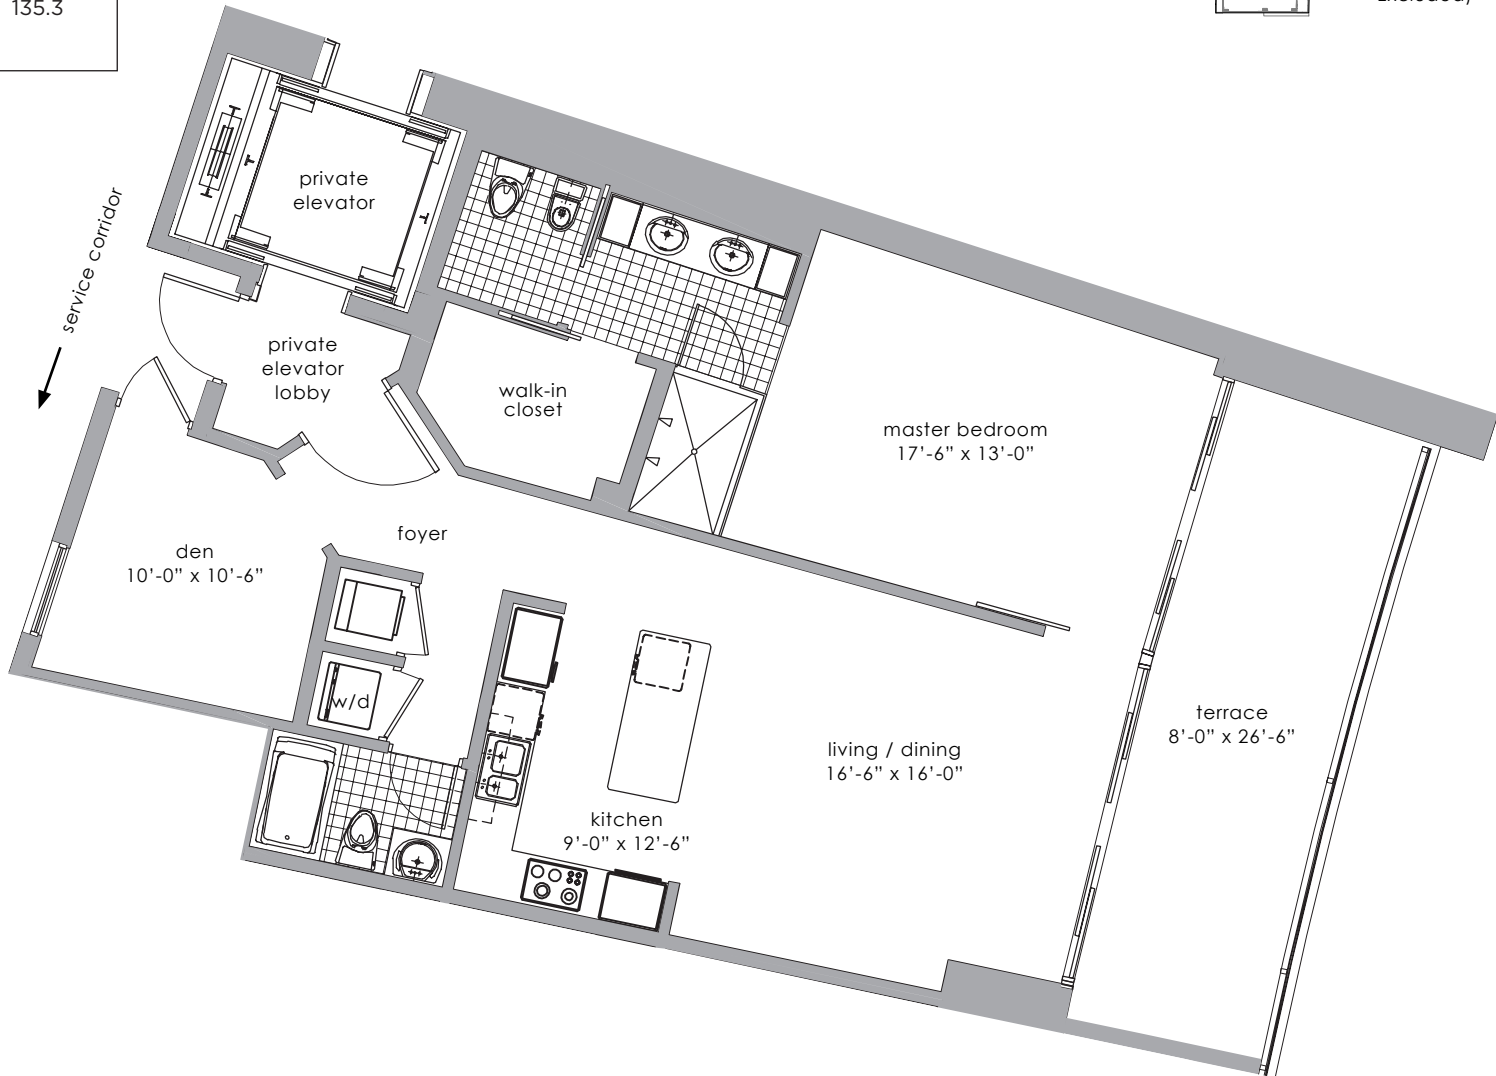 135.3
private
elevator
service corridor
private
elevator
lobby
walk-in
closet
master bedroom
17'-6” x 13'-0”
foyer
den
10'-0” x 10'-6”
w/d
terrace
8'-0” x 26'-6”
living / dining
16'-6” x 16'-0”
kitchen
9'-0” x 12'-6”